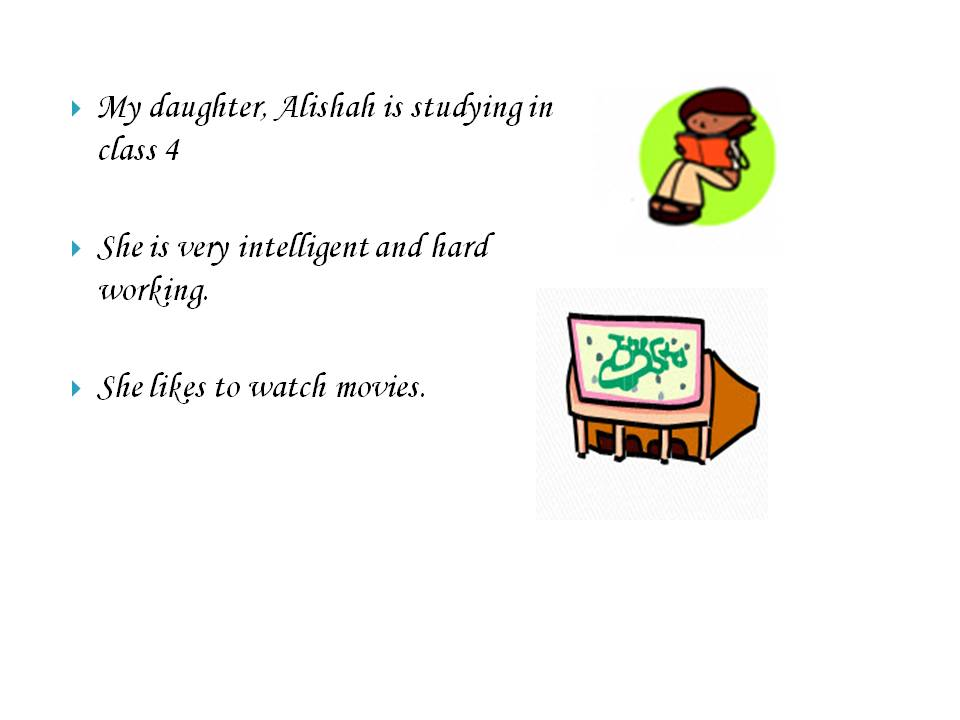 My daughter, Alishah is studying in
class 4
She is very intelligent and hard
working.
She likes to watch movies.